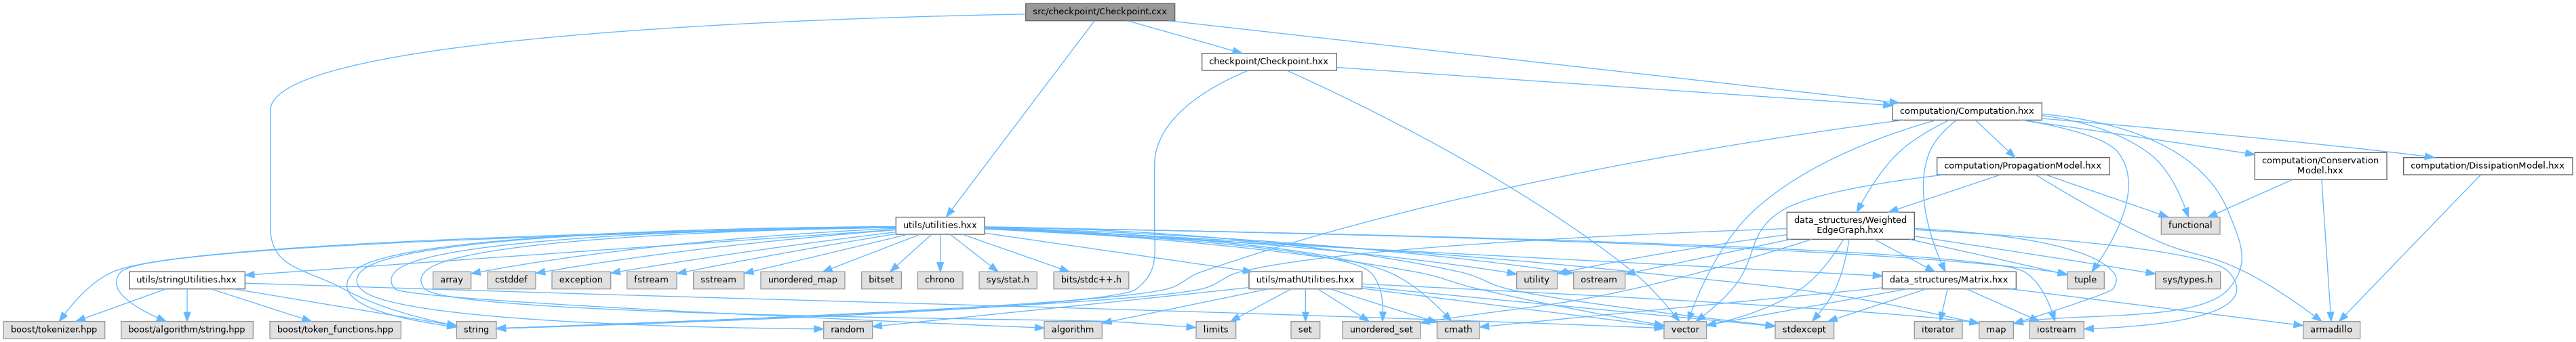 src/checkpoint/Checkpoint.cxx
checkpoint/Checkpoint.hxx
computation/Computation.hxx
computation/PropagationModel.hxx
computation/Conservation
Model.hxx
computation/DissipationModel.hxx
utils/utilities.hxx
data_structures/Weighted
EdgeGraph.hxx
functional
utils/stringUtilities.hxx
array
cstddef
exception
fstream
sstream
unordered_map
bitset
chrono
sys/stat.h
bits/stdc++.h
utils/mathUtilities.hxx
utility
ostream
data_structures/Matrix.hxx
tuple
sys/types.h
boost/tokenizer.hpp
boost/algorithm/string.hpp
boost/token_functions.hpp
string
random
algorithm
limits
set
unordered_set
cmath
vector
stdexcept
iterator
map
iostream
armadillo